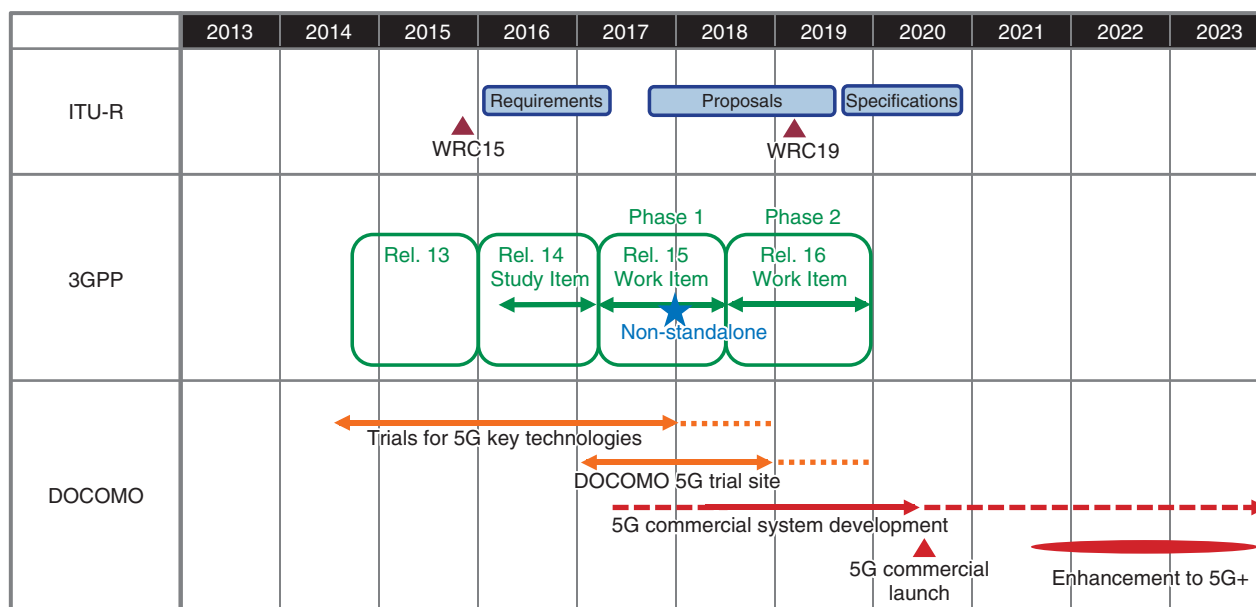 2013 2014 2015 2016 2017 2018 2019 2020 2021 2022 2023
ITU-R
Requirements Proposals Specifications
WRC15 WRC19
3GPP
Phase 1 Phase 2
Rel. 13 Rel. 14 Rel. 15 Rel. 16
Study Item Work Item Work Item
Non-standalone
DOCOMO
Trials for 5G key technologies
DOCOMO 5G trial site
5G commercial system development
5G commercial
launch
Enhancement to 5G+